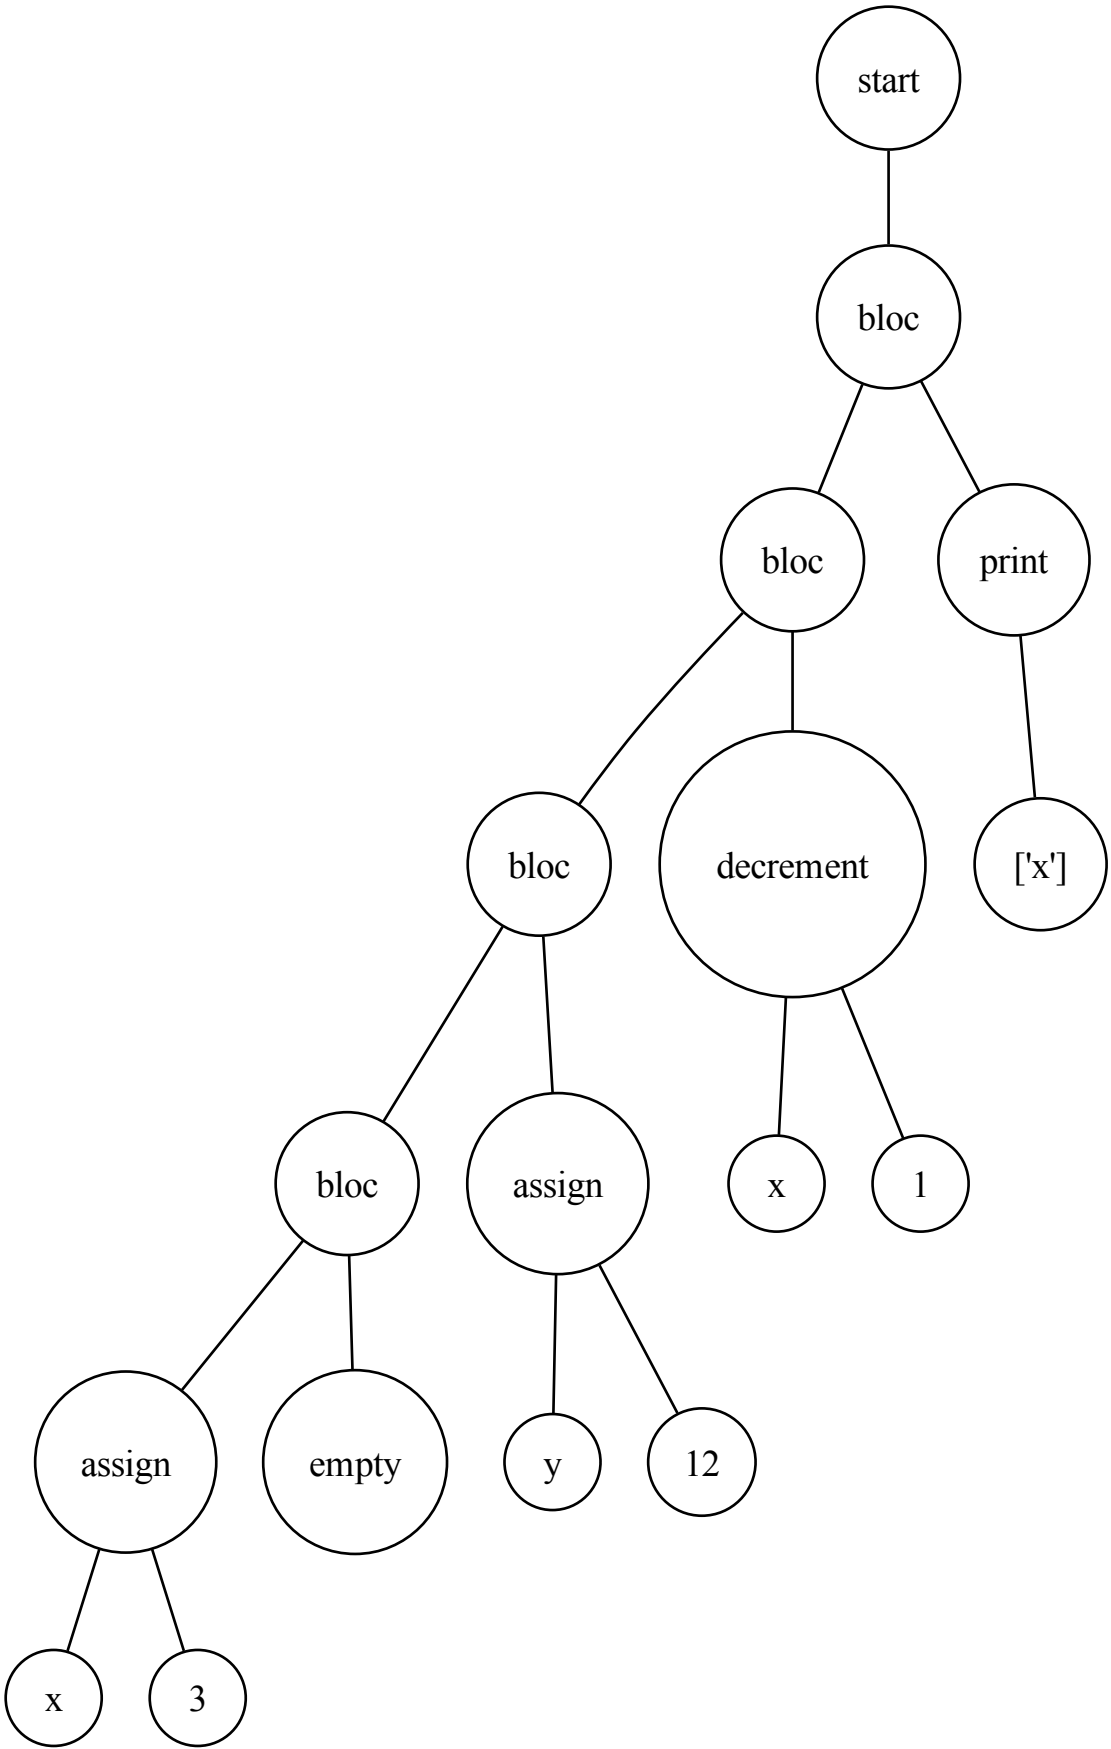 start
bloc
bloc
print
bloc
decrement
['x']
bloc
assign
x
1
assign
empty
y
12
x
3